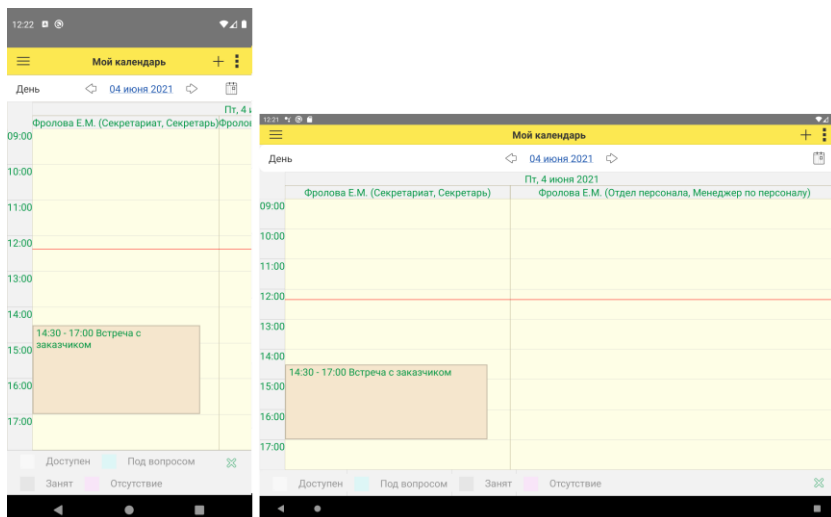 12:22
Мой календарь
День 04 июня 2021
Пт, 4 и
Фролова Е.М. (Секретариат, Секретарь) Фролов
09:00
10:00
11:00
12:00
13:00
14:00
14:30 - 17:00 Встреча с
заказчиком
15:00
16:00
17:00
Доступен Под вопросом
Занят Отсутствие
12:21
Мой календарь
День 04 июня 2021
Пт, 4 июня 2021
Фролова Е.М. (Секретариат, Секретарь) Фролова Е.М. (Отдел персонала, Менеджер по персоналу)
09:00
10:00
11:00
12:00
13:00
14:00
14:30 - 17:00 Встреча с заказчиком
15:00
16:00
17:00
Доступен Под вопросом Занят Отсутствие